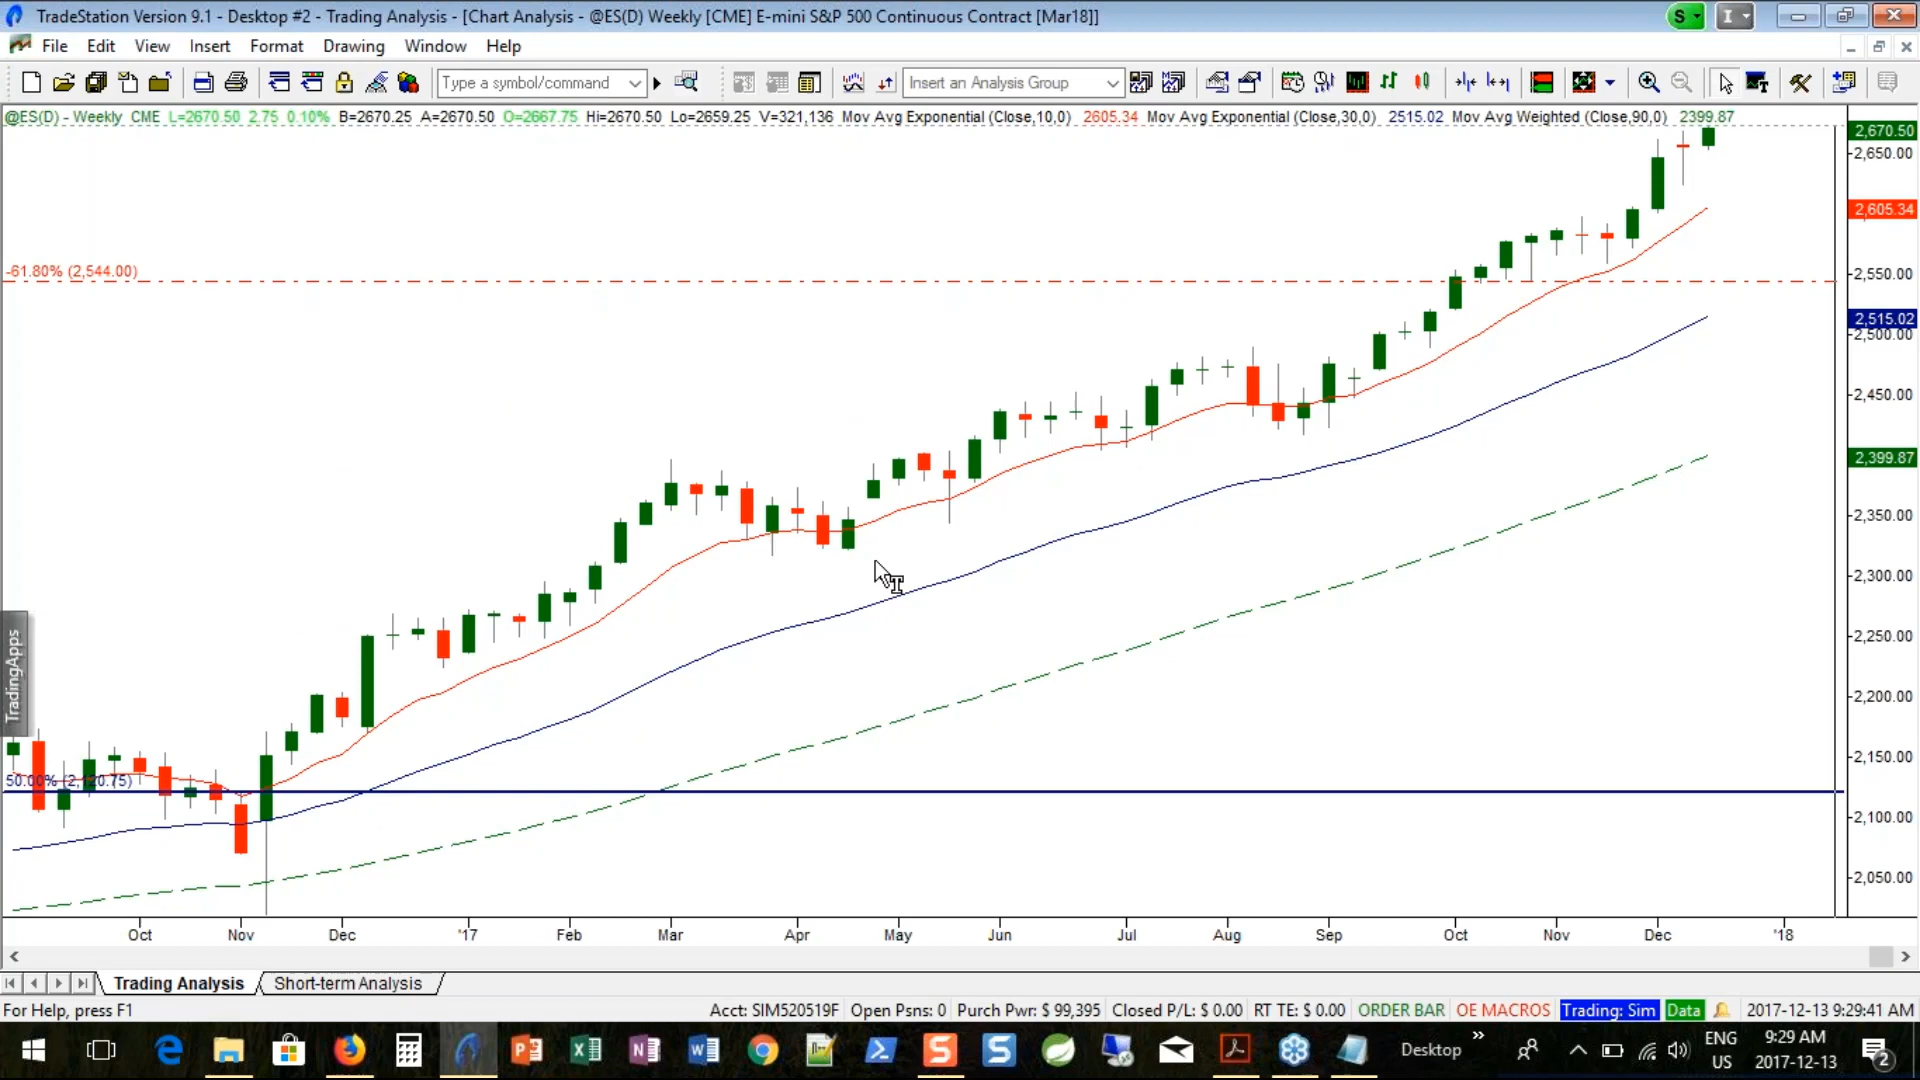 TradeStation Version 9.1 - Desktop #2 - Trading Analysis - [Chart Analysis - @ES(D) Weekly [CME] E-mini S&P 500 Continuous Contract [Mar18]]
S I
File Edit View Insert Format Drawing Window Help
Type a symbol/command Insert an Analysis Group
@ES(D) - Weekly CME L=2670.50 2.75 0.10% B=2670.25 A=2670.50 O=2667.75 Hi=2670.50 Lo=2659.25 V=321,136 Mov Avg Exponential (Close,10,0) 2605.34 Mov Avg Exponential (Close,30,0) 2515.02 Mov Avg Weighted (Close,90,0) 2399.87
2,670.50
2,650.00
2,605.34
-61.80% (2,544.00)
2,550.00
2,515.02
2,500.00
2,450.00
2,399.87
2,350.00
2,300.00
2,250.00
TradingApps
2,200.00
2,150.00
50.00% (2,120.75)
2,100.00
2,050.00
Oct Nov Dec '17 Feb Mar Apr May Jun Jul Aug Sep Oct Nov Dec '18
Trading Analysis Short-term Analysis
For Help, press F1 Acct: SIM520519F Open Psns: 0 Purch Pwr: $ 99,395 Closed P/L: $ 0.00 RT TE: $ 0.00 ORDER BAR OE MACROS Trading: Sim Data 2017-12-13 9:29:41 AM
Desktop ENG US 9:29 AM 2017-12-13 2